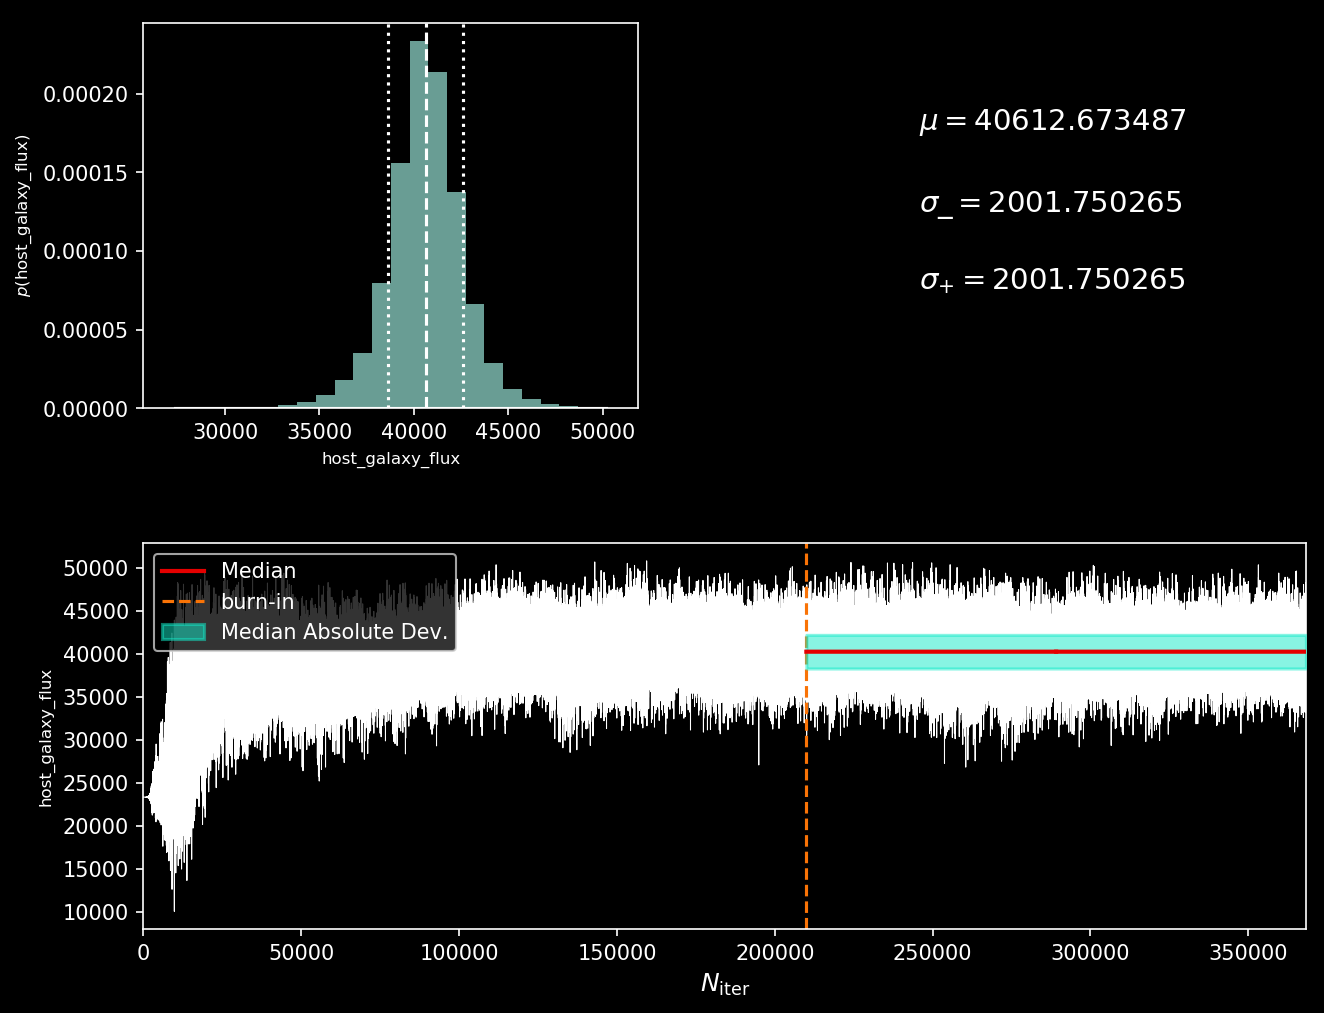 0.00020
0.00015
0.00010
0.00005
0.00000
p(host_galaxy_flux)
30000 35000 40000 45000 50000
host_galaxy_flux
μ = 40612.673487
σ_ = 2001.750265
σ+ = 2001.750265
Median
burn-in
Median Absolute Dev.
50000
45000
40000
35000
30000
25000
20000
15000
10000
host_galaxy_flux
0 50000 100000 150000 200000 250000 300000 350000
Niter